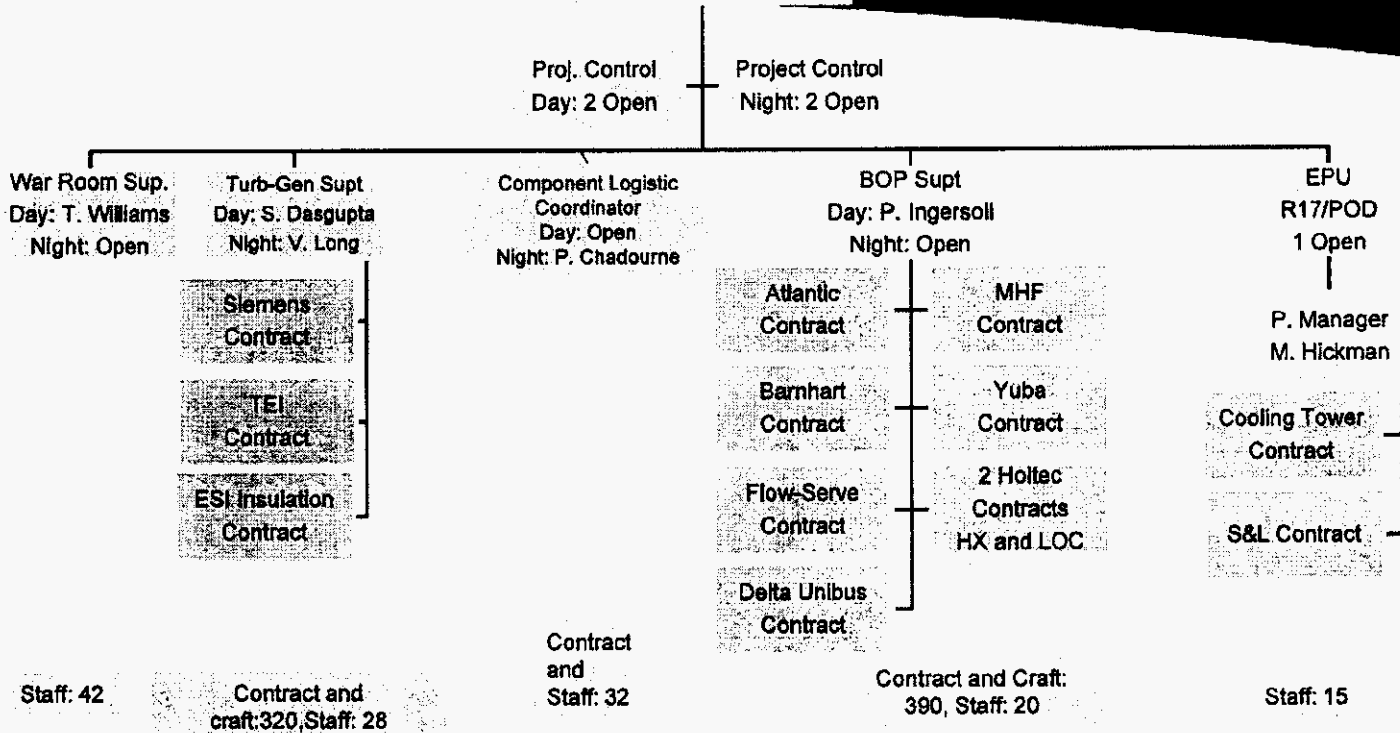 Proj. Control
Day: 2 Open
Project Control
Night: 2 Open
War Room Sup.
Day: T. Williams
Night: Open
Turb-Gen Supt
Day: S. Dasgupta
Night: V. Long
Component Logistic
Coordinator
Day: Open
Night: P. Chadourne
BOP Supt
Day: P. Ingersoll
Night: Open
EPU
R17/POD
1 Open
P. Manager
M. Hickman
Siemens
Contract
TEI
Contract
ESI Insulation
Contract
Atlantic
Contract
MHF
Contract
Barnhart
Contract
Yuba
Contract
Flow-Serve
Contract
2 Holtec
Contracts
HX and LOC
Delta Unibus
Contract
Cooling Tower
Contract
S&L Contract
Staff: 42
Contract and
craft:320,Staff: 28
Contract
and
Staff: 32
Contract and Craft:
390, Staff: 20
Staff: 15